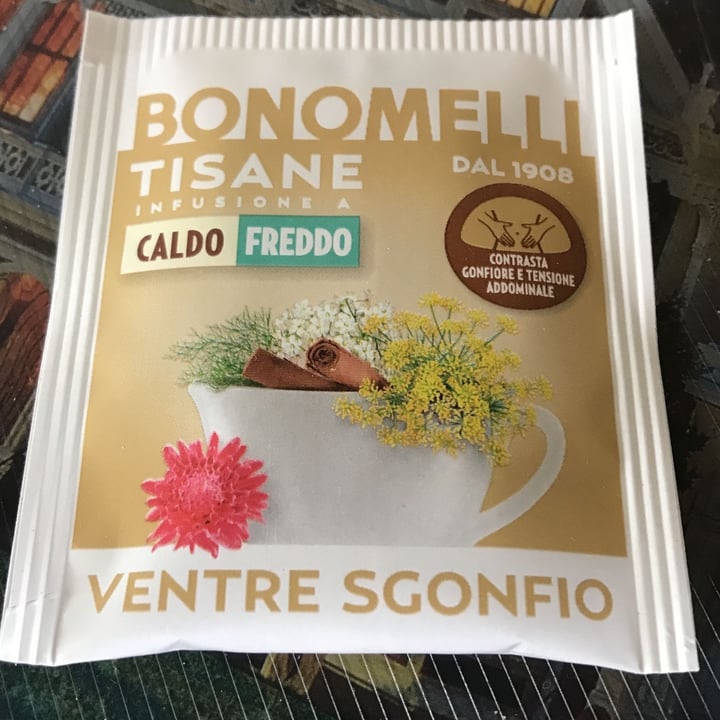 BONOMELLI
TISANE
DAL 1908
INFUSIONE A
CALDO FREDDO
CONTRASTA
GONFIORE E TENSIONE
ADDOMINALE
VENTRE SGONFIO